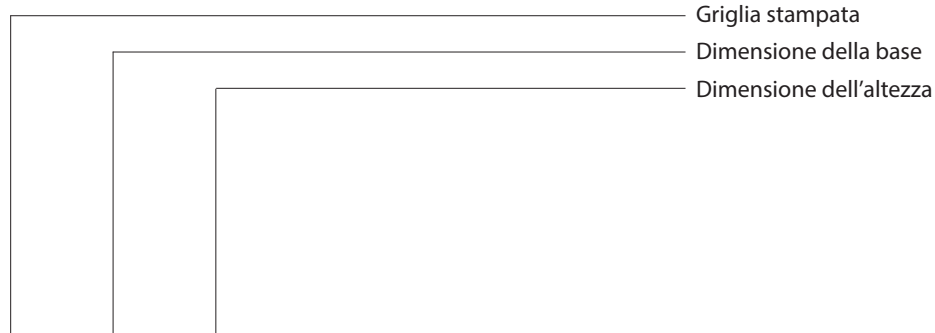 Griglia stampata
Dimensione della base
Dimensione dell’altezza